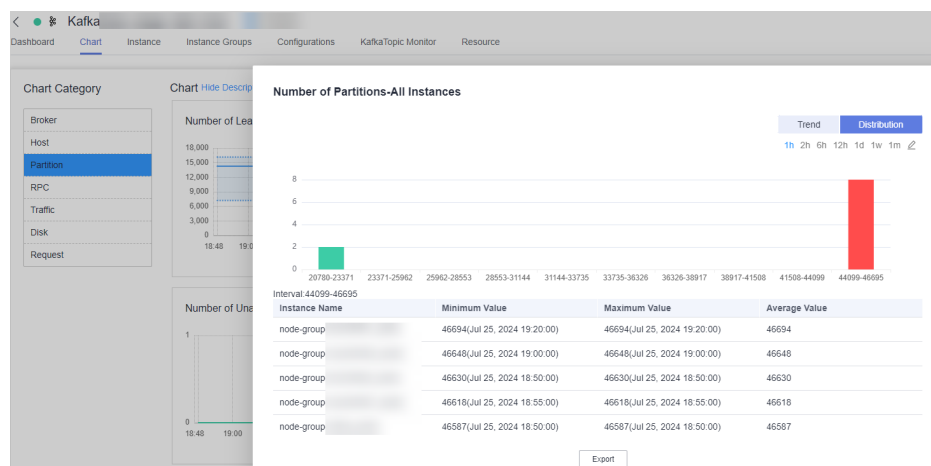 Kafka
Dashboard Chart Instance Instance Groups Configurations KafkaTopic Monitor Resource
Chart Category
Broker
Host
Partition
RPC
Traffic
Disk
Request
Chart Hide Descrip
Number of Lea
18,000
15,000
12,000
9,000
6,000
3,000
0
18:48 19:0
Number of Una
1
0
18:48 19:00
Number of Partitions-All Instances
Trend Distribution
1h 2h 6h 12h 1d 1w 1m
8
6
4
2
0
20780-23371 23371-25962 25962-28553 28553-31144 31144-33735 33735-36326 36326-38917 38917-41508 41508-44099 44099-46695
Interval:44099-46695
Instance Name Minimum Value Maximum Value Average Value
node-group 46694(Jul 25, 2024 19:20:00) 46694(Jul 25, 2024 19:20:00) 46694
node-group 46648(Jul 25, 2024 19:00:00) 46648(Jul 25, 2024 19:00:00) 46648
node-group 46630(Jul 25, 2024 18:50:00) 46630(Jul 25, 2024 18:50:00) 46630
node-group 46618(Jul 25, 2024 18:55:00) 46618(Jul 25, 2024 18:55:00) 46618
node-group 46587(Jul 25, 2024 18:50:00) 46587(Jul 25, 2024 18:50:00) 46587
Export